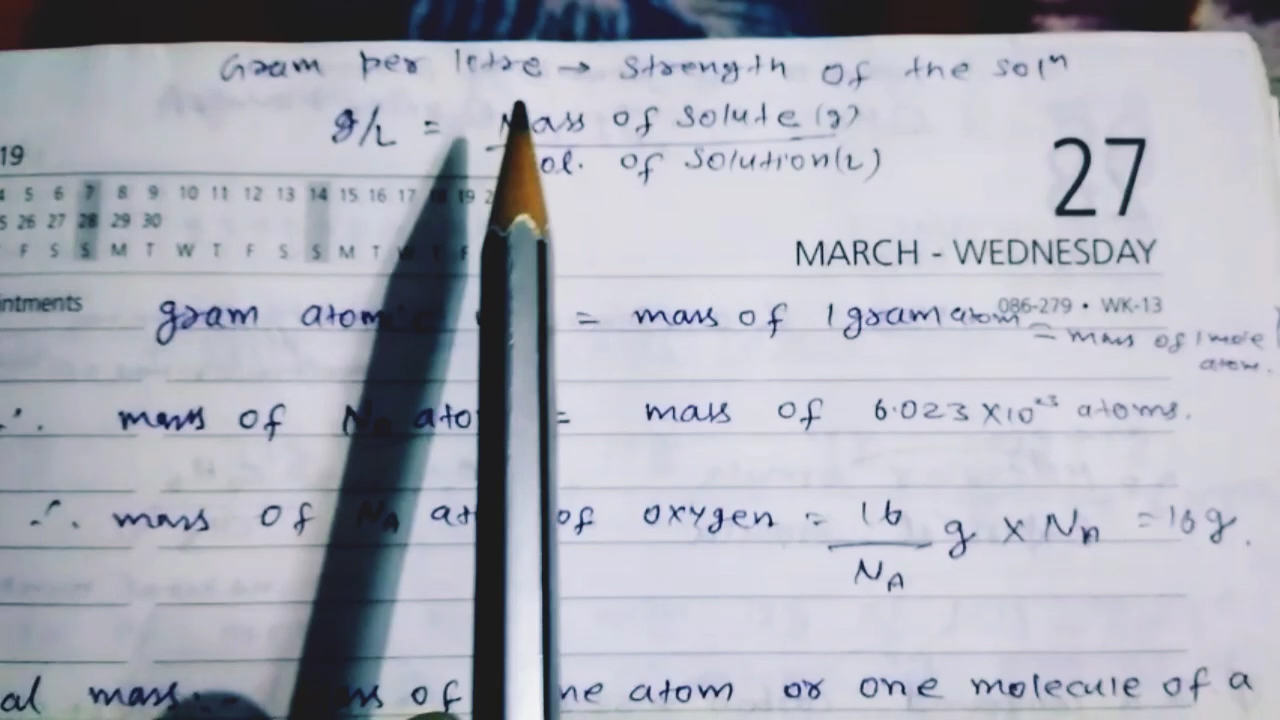 Gram per litre → Strength of the solⁿ
g/L = Mass of Solute (g)
ol. of Solution(L)
19
5 6 7 8 9 10 11 12 13 14 15 16 17 18 19
26 27 28 29 30
F S S M T W T F S S M T W T F
27
MARCH - WEDNESDAY
intments
086-279 • WK-13
gram atom = mass of 1 gram atom = mass of 1 mole
atom.
∴ mass of NA ato = mass of 6.023 X 10²³ atoms.
∴ mass of NA at of oxygen = 16/NA g X NA = 16g.
al mass: of ne atom or one molecule of a